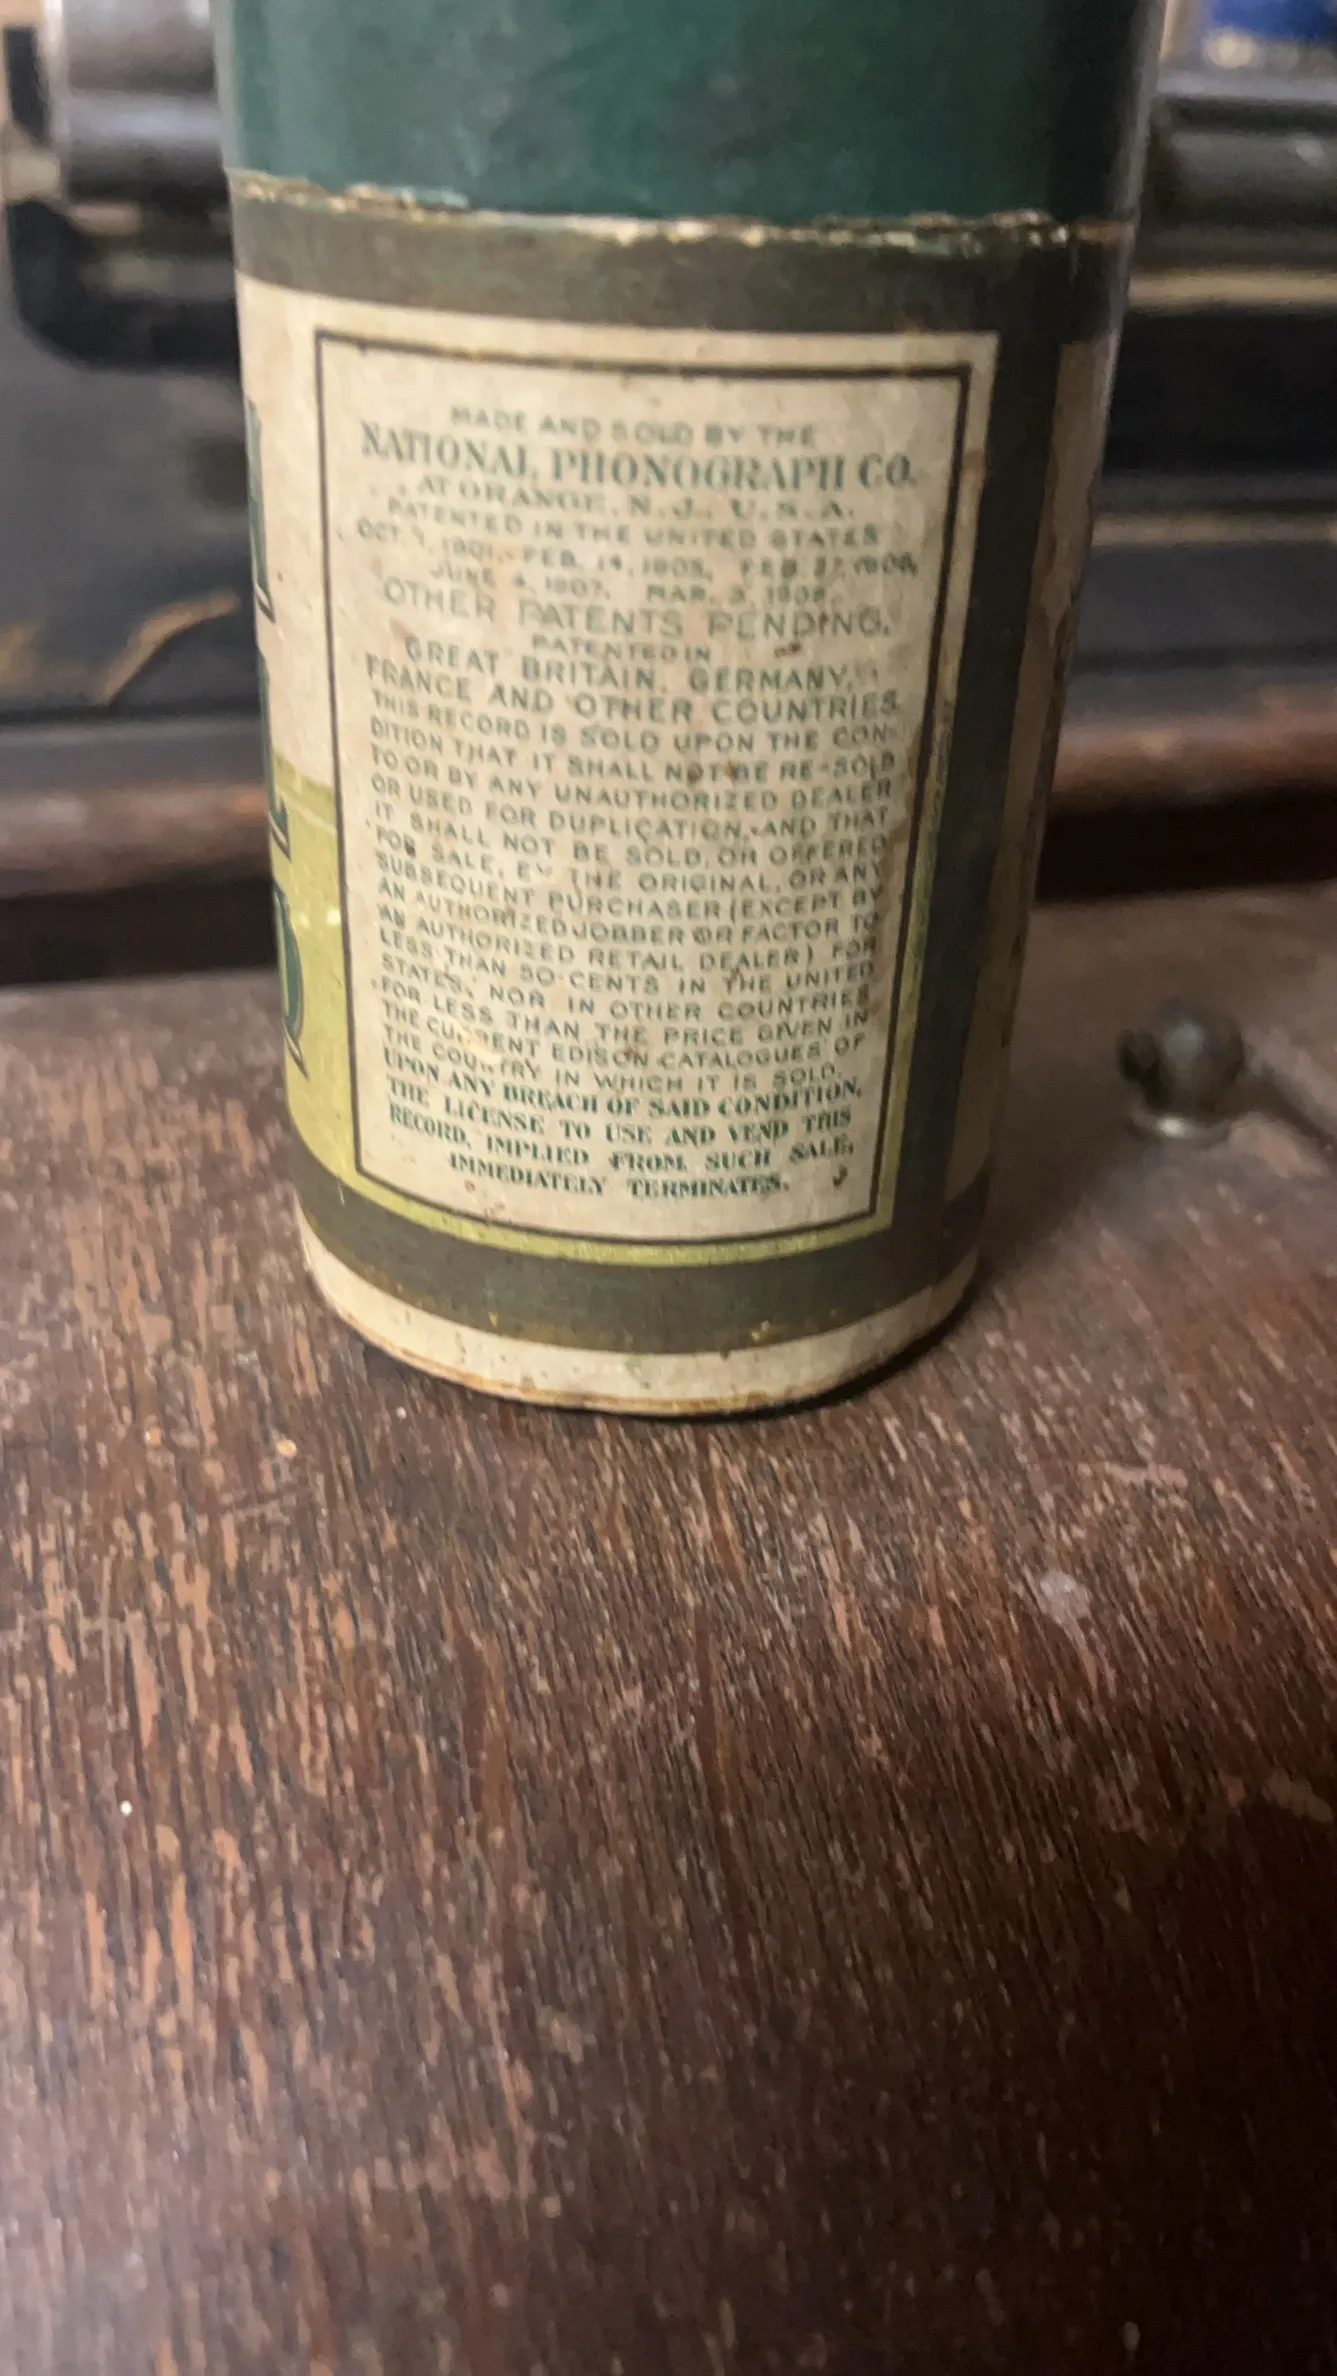 MADE AND SOLD BY THE
NATIONAL PHONOGRAPH CO.
AT ORANGE, N.J., U.S.A.
PATENTED IN THE UNITED STATES
OCT. 1901. FEB. 14, 1905, FEB.
JUNE 4, 1907. MAR. 3, 1908.
OTHER PATENTS PENDING.
PATENTED IN
GREAT BRITAIN, GERMANY,
FRANCE AND OTHER COUNTRIES
THIS RECORD IS SOLD UPON THE CON-
DITION THAT IT SHALL NOT BE RE-SOLD
TO OR BY ANY UNAUTHORIZED DEALER
OR USED FOR DUPLICATION, AND THAT
IT SHALL NOT BE SOLD, OR OFFERED
FOR SALE, BY THE ORIGINAL, OR ANY
SUBSEQUENT PURCHASER (EXCEPT BY
AN AUTHORIZED JOBBER OR FACTOR TO
AN AUTHORIZED RETAIL DEALER) FOR
LESS THAN 50 CENTS IN THE UNITED
STATES, NOR IN OTHER COUNTRIES
FOR LESS THAN THE PRICE GIVEN IN
THE CURRENT EDISON CATALOGUES OF
THE COUNTRY IN WHICH IT IS SOLD.
UPON ANY BREACH OF SAID CONDITION,
THE LICENSE TO USE AND VEND THIS
RECORD, IMPLIED FROM SUCH SALE,
IMMEDIATELY TERMINATES.